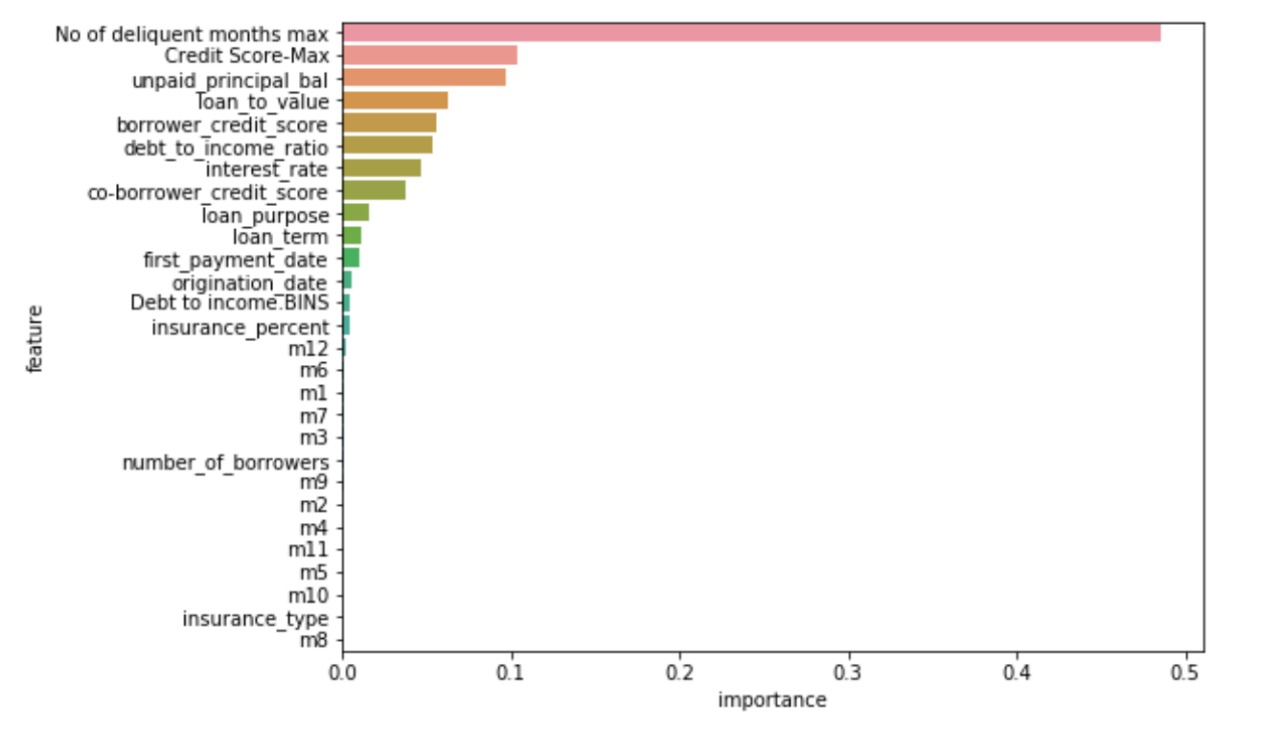 No of deliquent months max
Credit Score-Max
unpaid_principal_bal
loan_to_value
borrower_credit_score
debt_to_income_ratio
interest_rate
co-borrower_credit_score
loan_purpose
loan_term
first_payment_date
origination_date
Debt to income.BINS
insurance_percent
m12
m6
m1
m7
m3
number_of_borrowers
m9
m2
m4
m11
m5
m10
insurance_type
m8
feature
0.0 0.1 0.2 0.3 0.4 0.5
importance